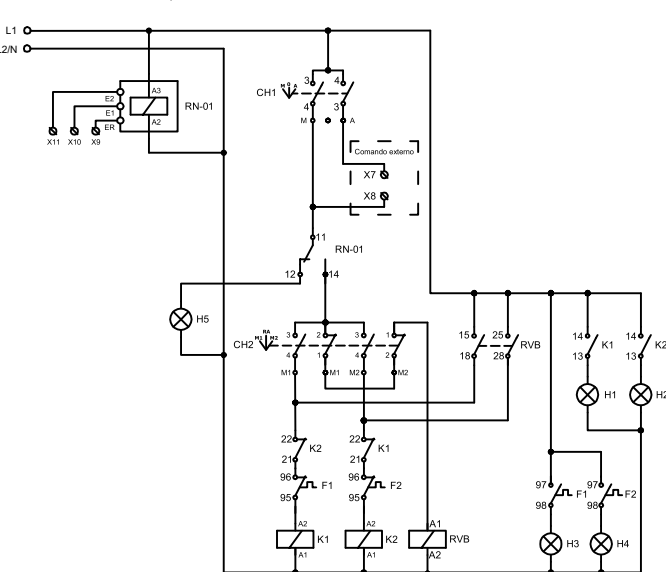 L1
L2/N
A3
E2
E1
ER
RN-01
A2
X11 X10 X9
3 4
CH1 M O A
4 3
M A
Comando externo
X7
X8
11
RN-01
12 14
H5
3 2 3 1
CH2 M1 RA M2
4 1 4 2
M1 M1 M2 M2
15 25
RVB
18 28
14 K1
13
14 K2
13
H1 H2
22 K2
21
22 K1
21
96 F1
95
96 F2
95
97 F1
98
97 F2
98
A2 K1 A1
A2 K2 A1
A1 RVB A2
H3 H4